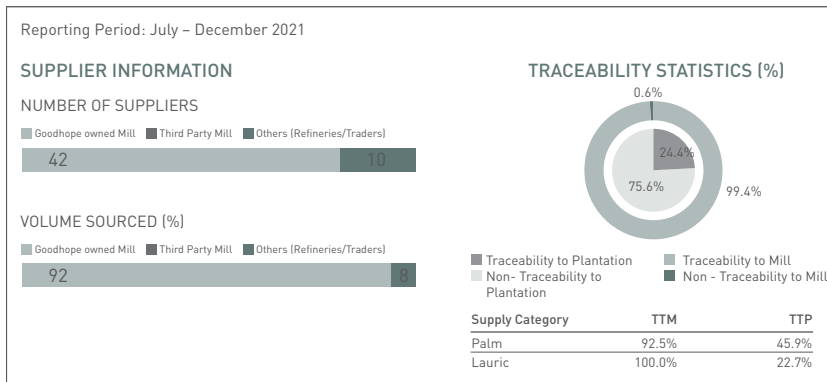 Reporting Period: July – December 2021
SUPPLIER INFORMATION
NUMBER OF SUPPLIERS
Goodhope owned Mill Third Party Mill Others (Refineries/Traders)
42 10
VOLUME SOURCED (%)
Goodhope owned Mill Third Party Mill Others (Refineries/Traders)
92 8
TRACEABILITY STATISTICS (%)
0.6%
24.4%
75.6%
99.4%
Traceability to Plantation Traceability to Mill
Non- Traceability to Non - Traceability to Mill
Plantation
Supply Category TTM TTP
Palm 92.5% 45.9%
Lauric 100.0% 22.7%